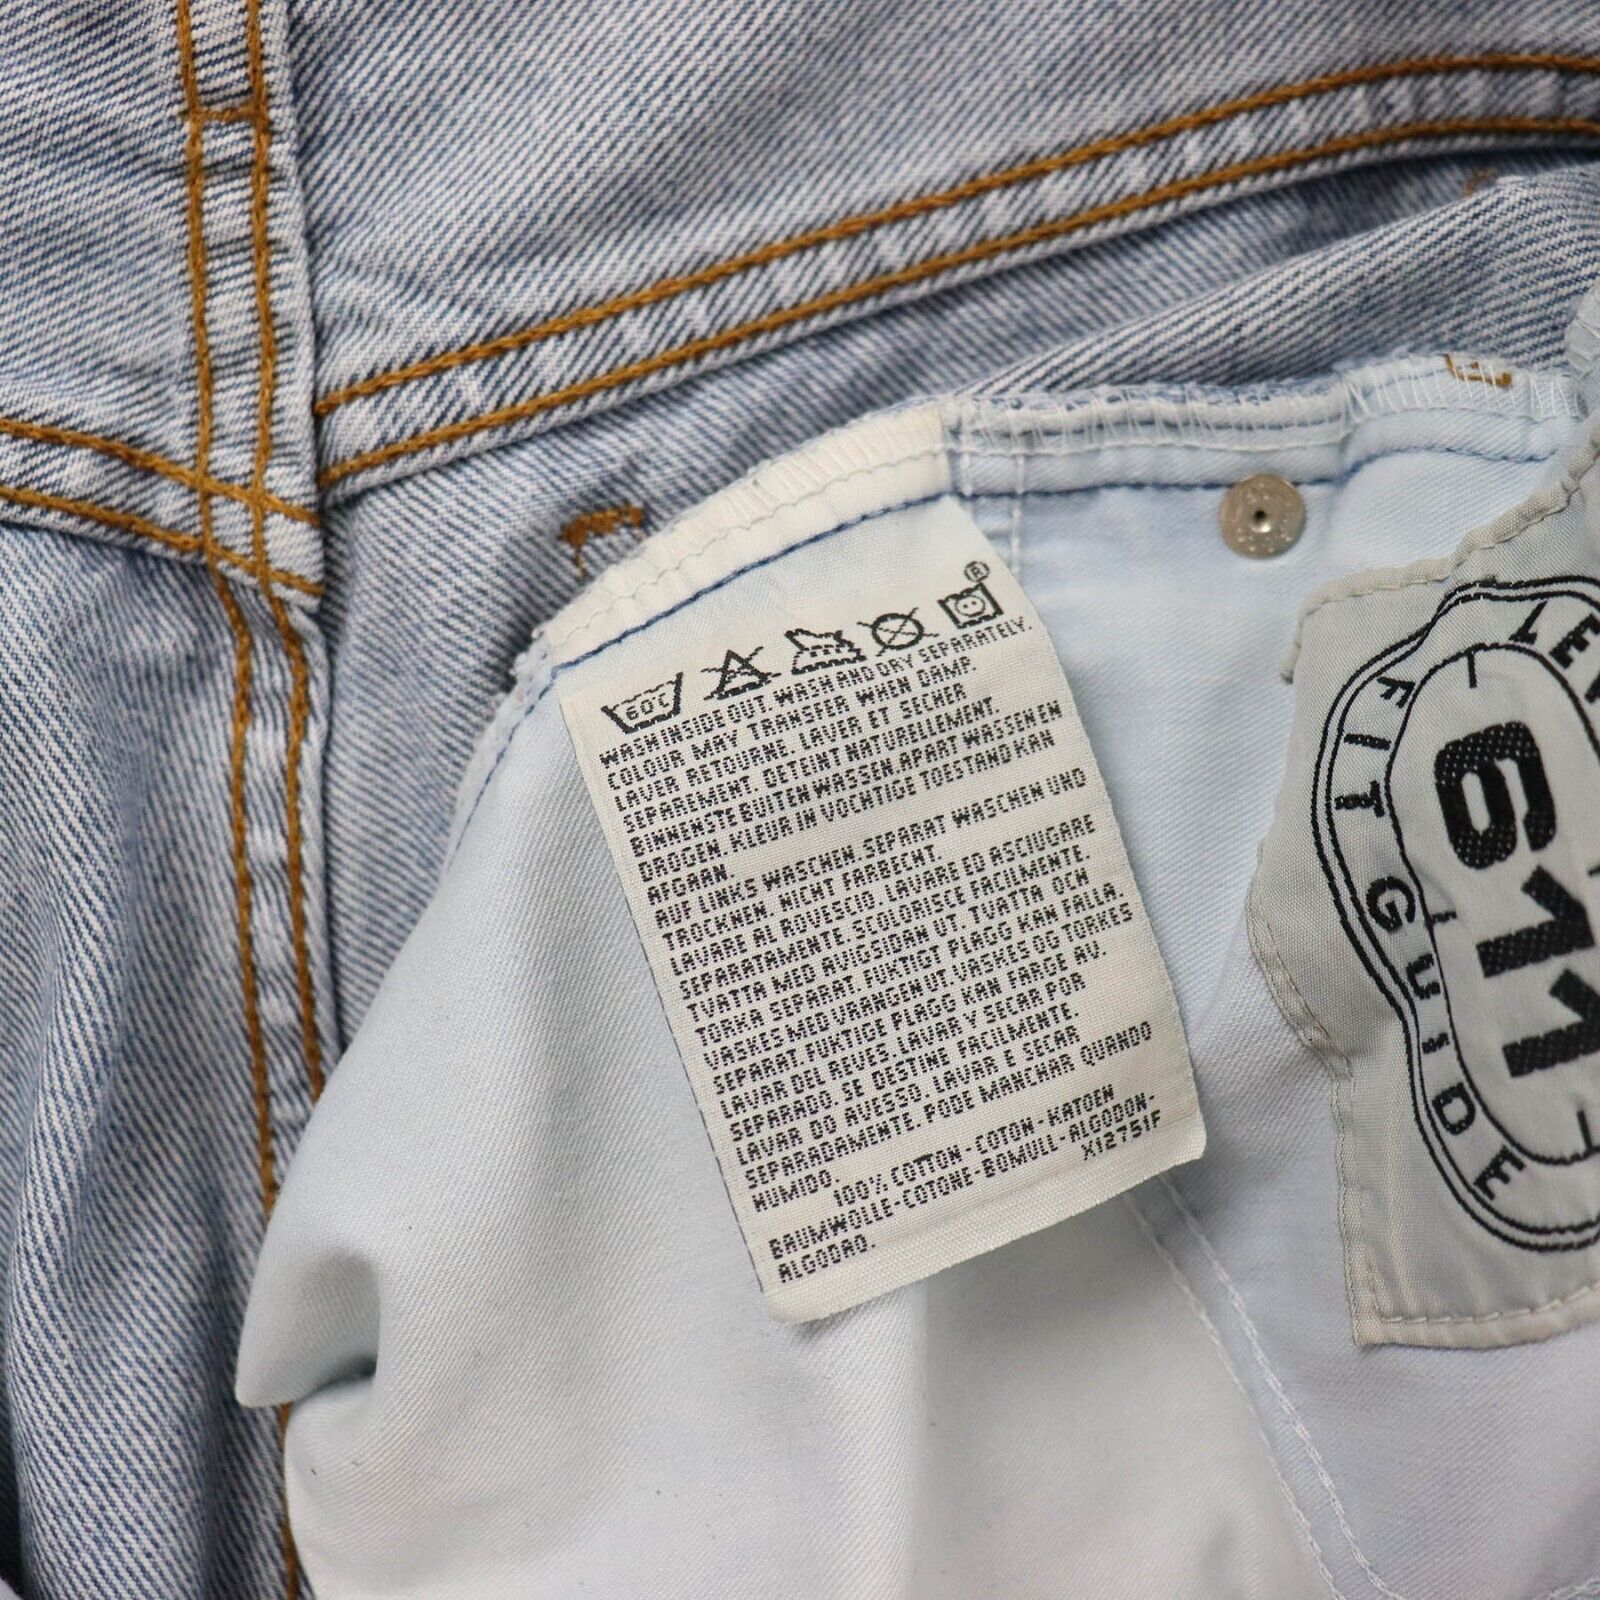 60C
®
WASH INSIDE OUT. WASH AND DRY SEPARATELY.
COLOUR MAY TRANSFER WHEN DAMP.
LAVER RETOURNE. LAVER ET SECHER
SEPAREMENT. DETEINT NATURELLEMENT.
BINNENSTE BUITEN WASSEN APART WASSEN EN
DROGEN. KLEUR IN VOCHTIGE TOESTAND KAN
AFGAAN.
AUF LINKS WASCHEN. SEPARAT WASCHEN UND
TROCKNEN. NICHT FARBECHT.
LAVARE AL ROVESCIO. LAVARE ED ASCIUGARE
SEPARATAMENTE. SCOLORISCE FACILMENTE.
TVATTA MED AVIGSIDAN UT. TVATTA OCH
TORKA SEPARAT. FUKTIGT PLAGG KAN FALLA.
VASKES MED VRANGEN UT. VASKES OG TORKES
SEPARAT. FUKTIGE PLAGG KAN FARGE AV.
LAVAR DEL REVES. LAVAR Y SECAR POR
SEPARADO. SE DESTINE FACILMENTE.
LAVAR DO AVESSO. LAVAR E SECAR
SEPARADAMENTE. PODE MANCHAR QUANDO
HUMIDO.
100% COTTON-COTON-KATOEN
BAUMWOLLE-COTONE-BOMULL-ALGODON-
ALGODAO.
X12751F
LEV
FIT GUIDE
611